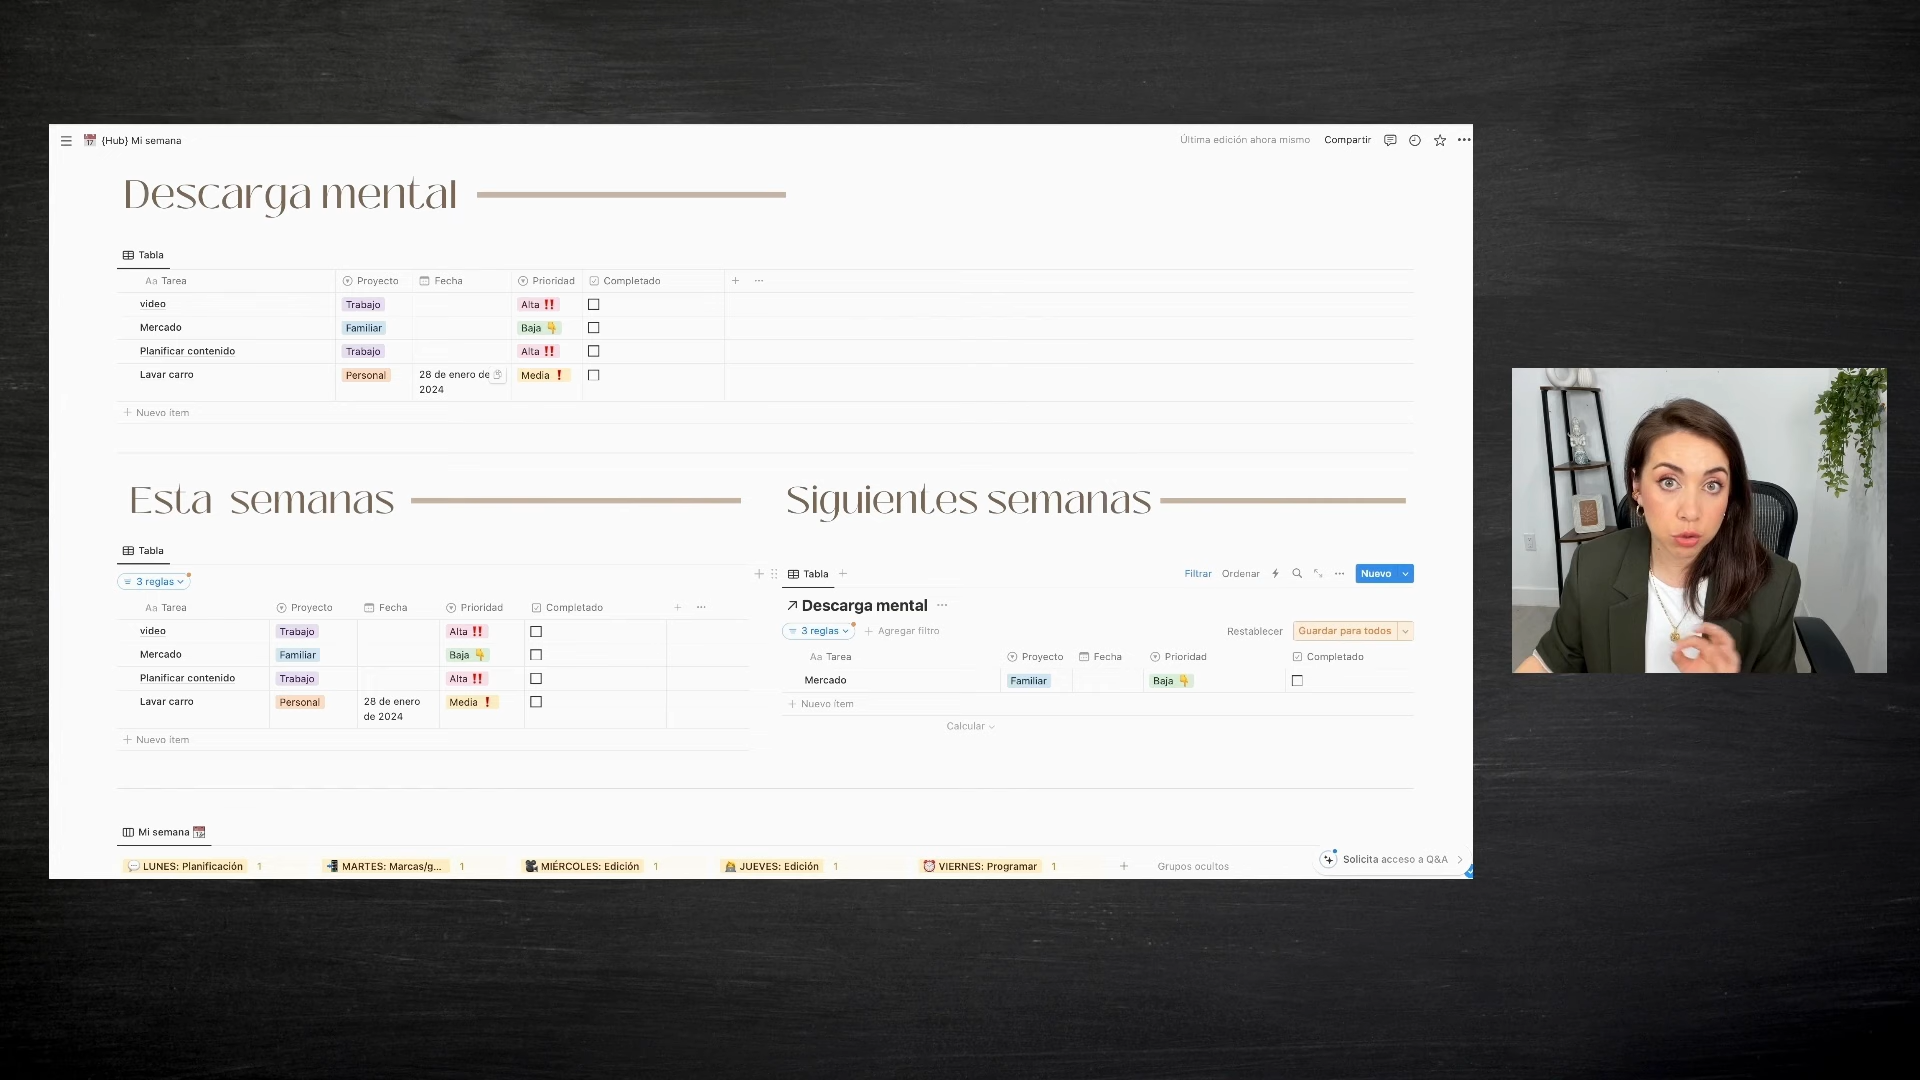 {Hub} Mi semana
Última edición ahora mismo Compartir
Descarga mental
Tabla
Aa Tarea Proyecto Fecha Prioridad Completado
video Trabajo Alta ‼️
Mercado Familiar Baja 👇
Planificar contenido Trabajo Alta ‼️
Lavar carro Personal 28 de enero de 2024 Media ❗
+ Nuevo ítem
Esta semanas
Tabla
3 reglas
Aa Tarea Proyecto Fecha Prioridad Completado
video Trabajo Alta ‼️
Mercado Familiar Baja 👇
Planificar contenido Trabajo Alta ‼️
Lavar carro Personal 28 de enero de 2024 Media ❗
+ Nuevo ítem
Siguientes semanas
Tabla +
Filtrar Ordenar Nuevo
↗ Descarga mental
3 reglas + Agregar filtro Restablecer Guardar para todos
Aa Tarea Proyecto Fecha Prioridad Completado
Mercado Familiar Baja 👇
+ Nuevo ítem
Calcular
Mi semana
LUNES: Planificación 1 MARTES: Marcas/g... 1 MIÉRCOLES: Edición 1 JUEVES: Edición 1 VIERNES: Programar 1 + Grupos ocultos
Solicita acceso a Q&A